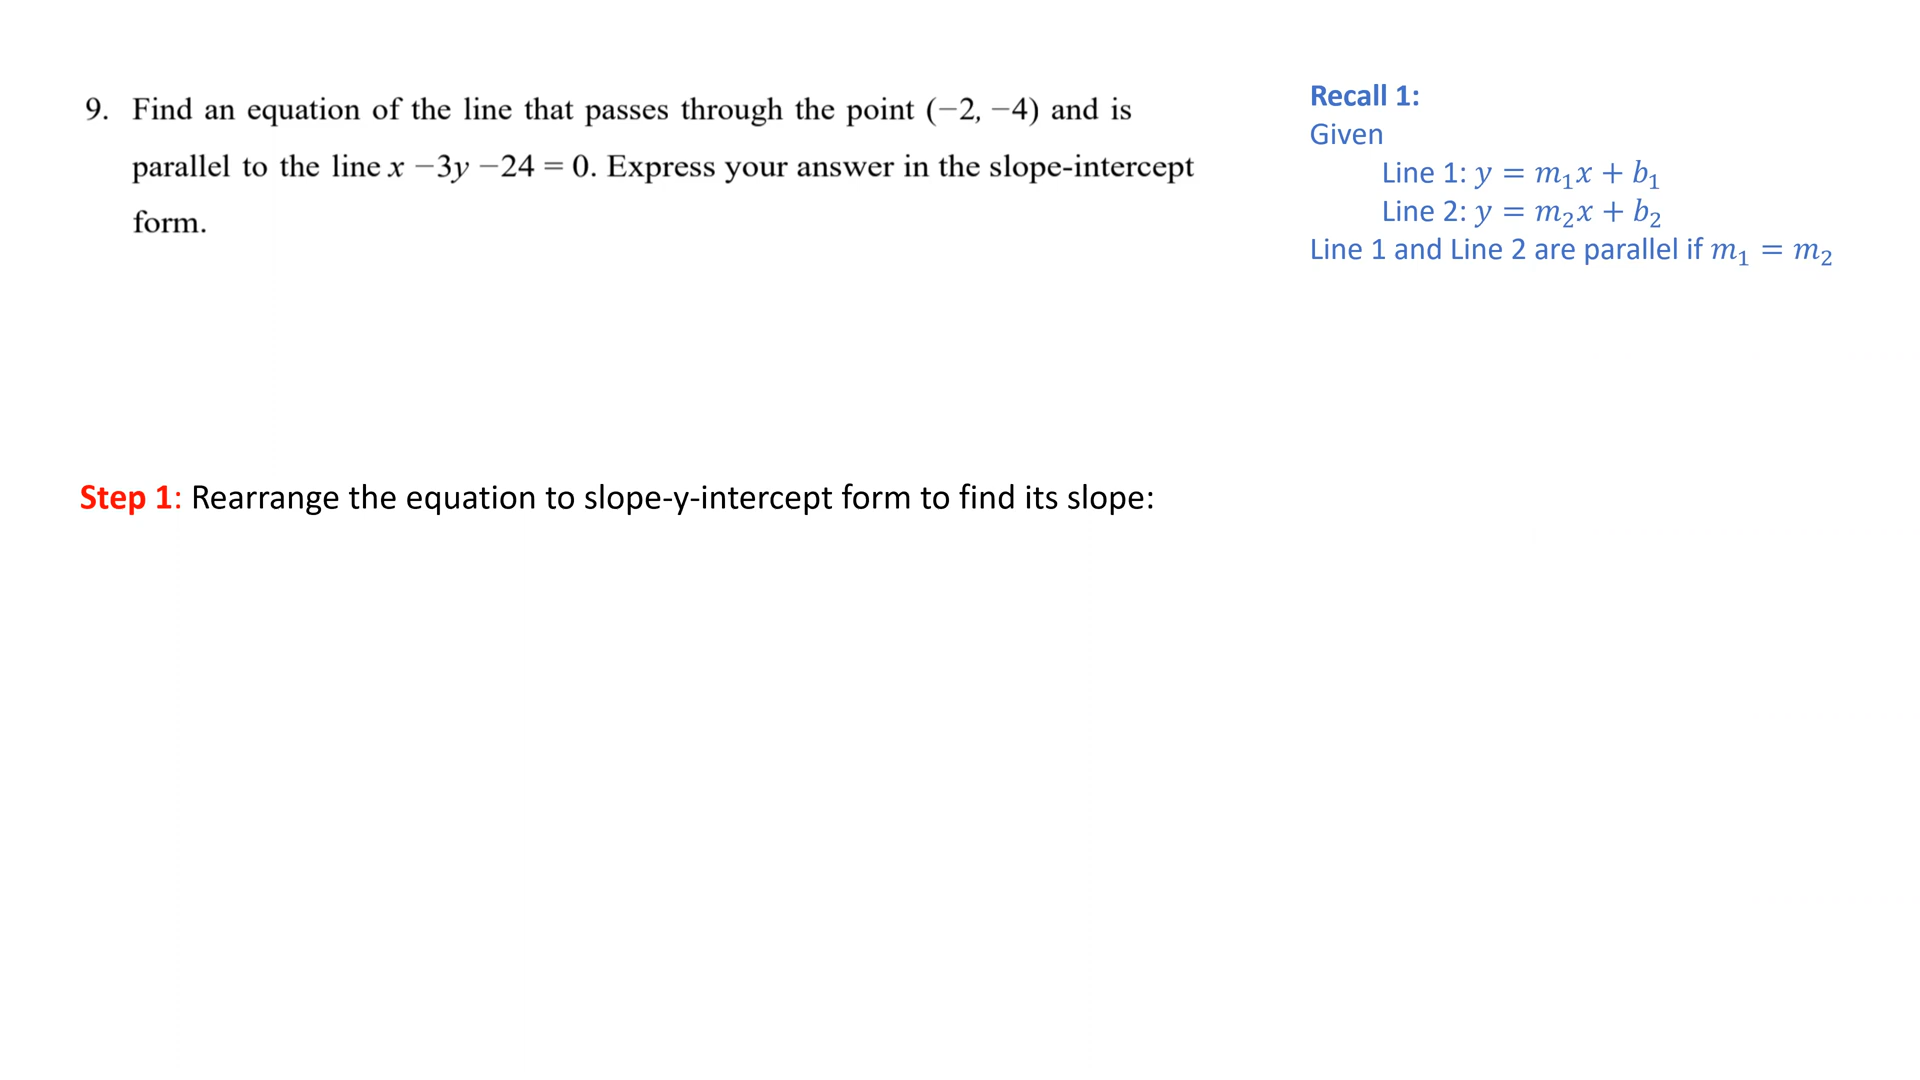 9. Find an equation of the line that passes through the point (−2, −4) and is
parallel to the line x −3y −24 = 0. Express your answer in the slope-intercept
form.
Recall 1:
Given
Line 1: y = m₁x + b₁
Line 2: y = m₂x + b₂
Line 1 and Line 2 are parallel if m₁ = m₂
Step 1: Rearrange the equation to slope-y-intercept form to find its slope: